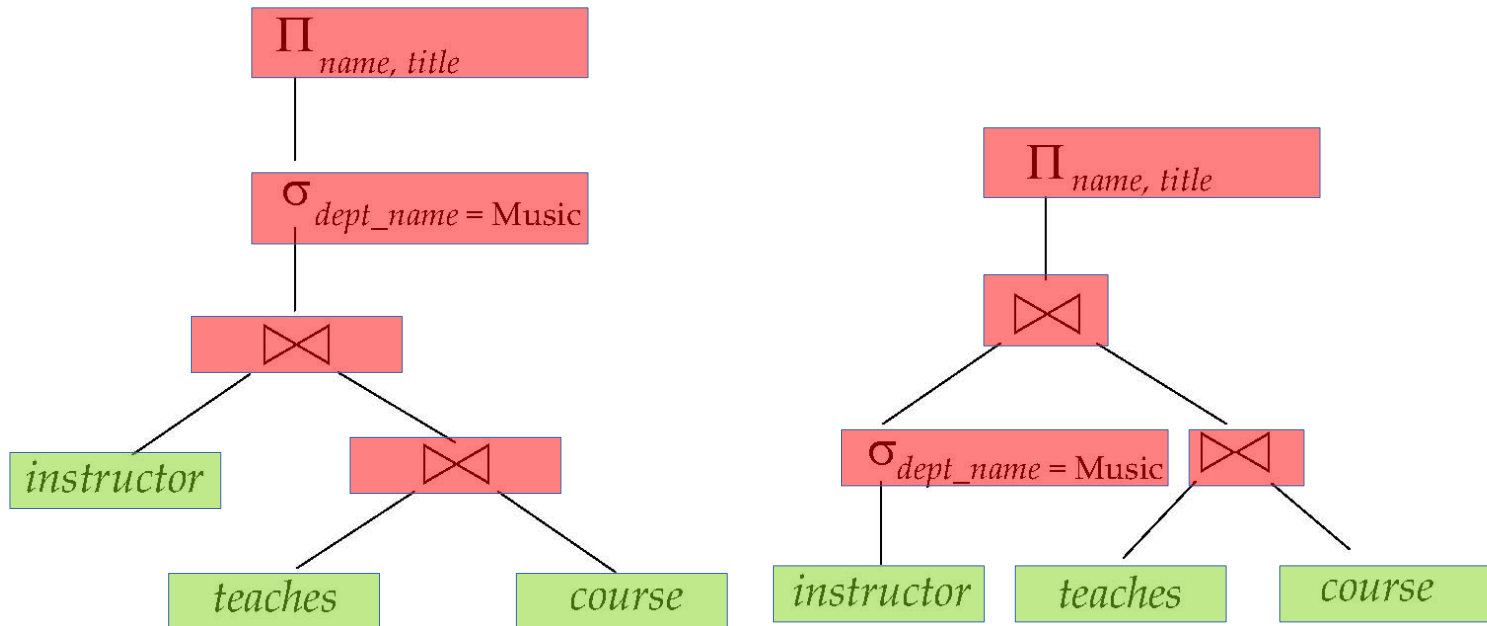 Π name, title
σ dept_name = Music
⋈
instructor
⋈
teaches
course
Π name, title
⋈
σ dept_name = Music
⋈
instructor
teaches
course